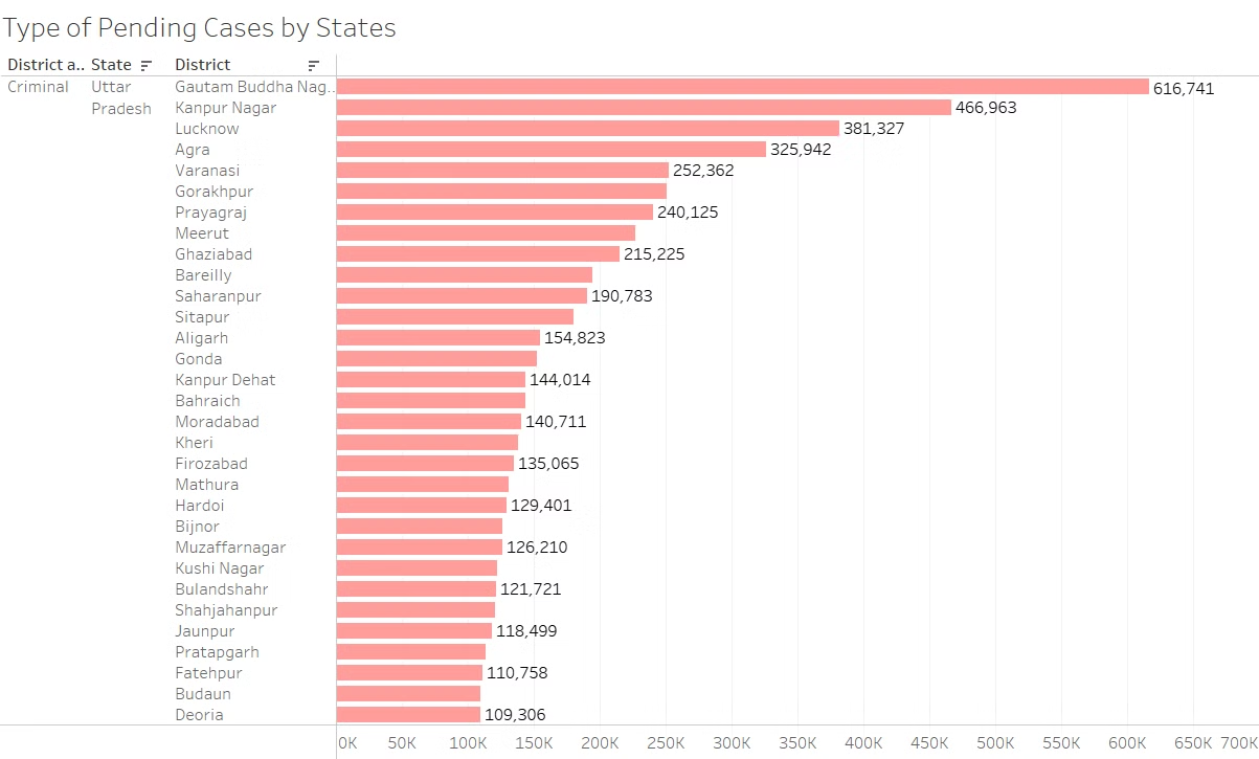 Type of Pending Cases by States
District a.. State District
Criminal Uttar Pradesh
Gautam Buddha Nag.. 616,741
Kanpur Nagar 466,963
Lucknow 381,327
Agra 325,942
Varanasi 252,362
Gorakhpur
Prayagraj 240,125
Meerut
Ghaziabad 215,225
Bareilly
Saharanpur 190,783
Sitapur
Aligarh 154,823
Gonda
Kanpur Dehat 144,014
Bahraich
Moradabad 140,711
Kheri
Firozabad 135,065
Mathura
Hardoi 129,401
Bijnor
Muzaffarnagar 126,210
Kushi Nagar
Bulandshahr 121,721
Shahjahanpur
Jaunpur 118,499
Pratapgarh
Fatehpur 110,758
Budaun
Deoria 109,306
0K 50K 100K 150K 200K 250K 300K 350K 400K 450K 500K 550K 600K 650K 700K